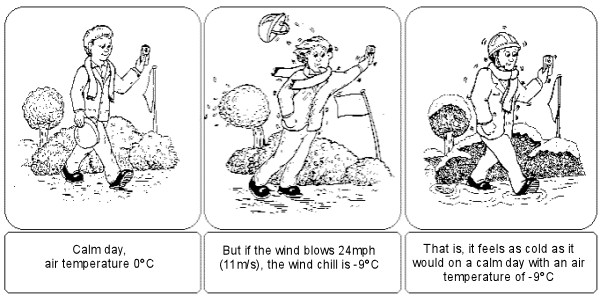 Calm day,
air temperature 0°C
But if the wind blows 24mph
(11m/s), the wind chill is -9°C
That is, it feels as cold as it
would on a calm day with an air
temperature of -9°C